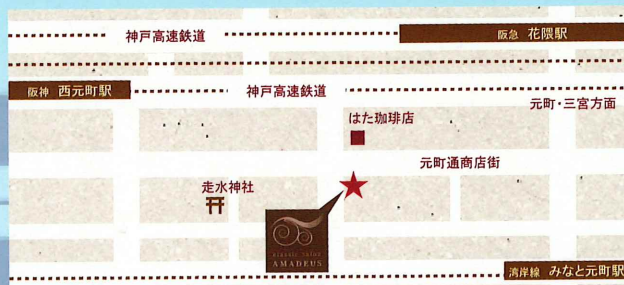 神戸高速鉄道
阪急 花隈駅
阪神 西元町駅
神戸高速鉄道
元町・三宮方面
はた珈琲店
元町通商店街
走水神社
classic salon
AMADEUS
湾岸線 みなと元町駅